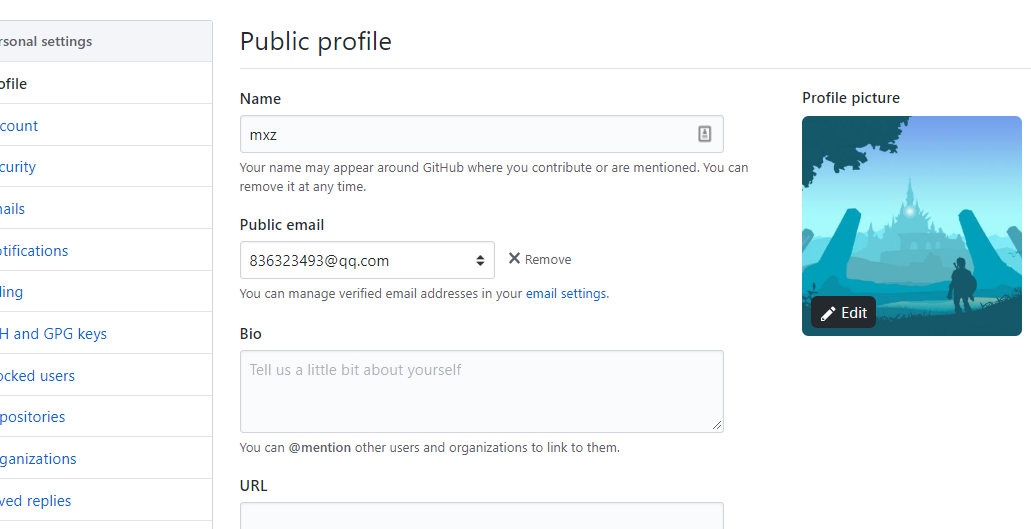 rsonal settings
ofile
count
curity
nails
otifications
ling
H and GPG keys
ocked users
positories
ganizations
ved replies
Public profile
Name
mxz
Your name may appear around GitHub where you contribute or are mentioned. You can
remove it at any time.
Public email
836323493@qq.com
Remove
You can manage verified email addresses in your email settings.
Bio
Tell us a little bit about yourself
You can @mention other users and organizations to link to them.
URL
Profile picture
Edit